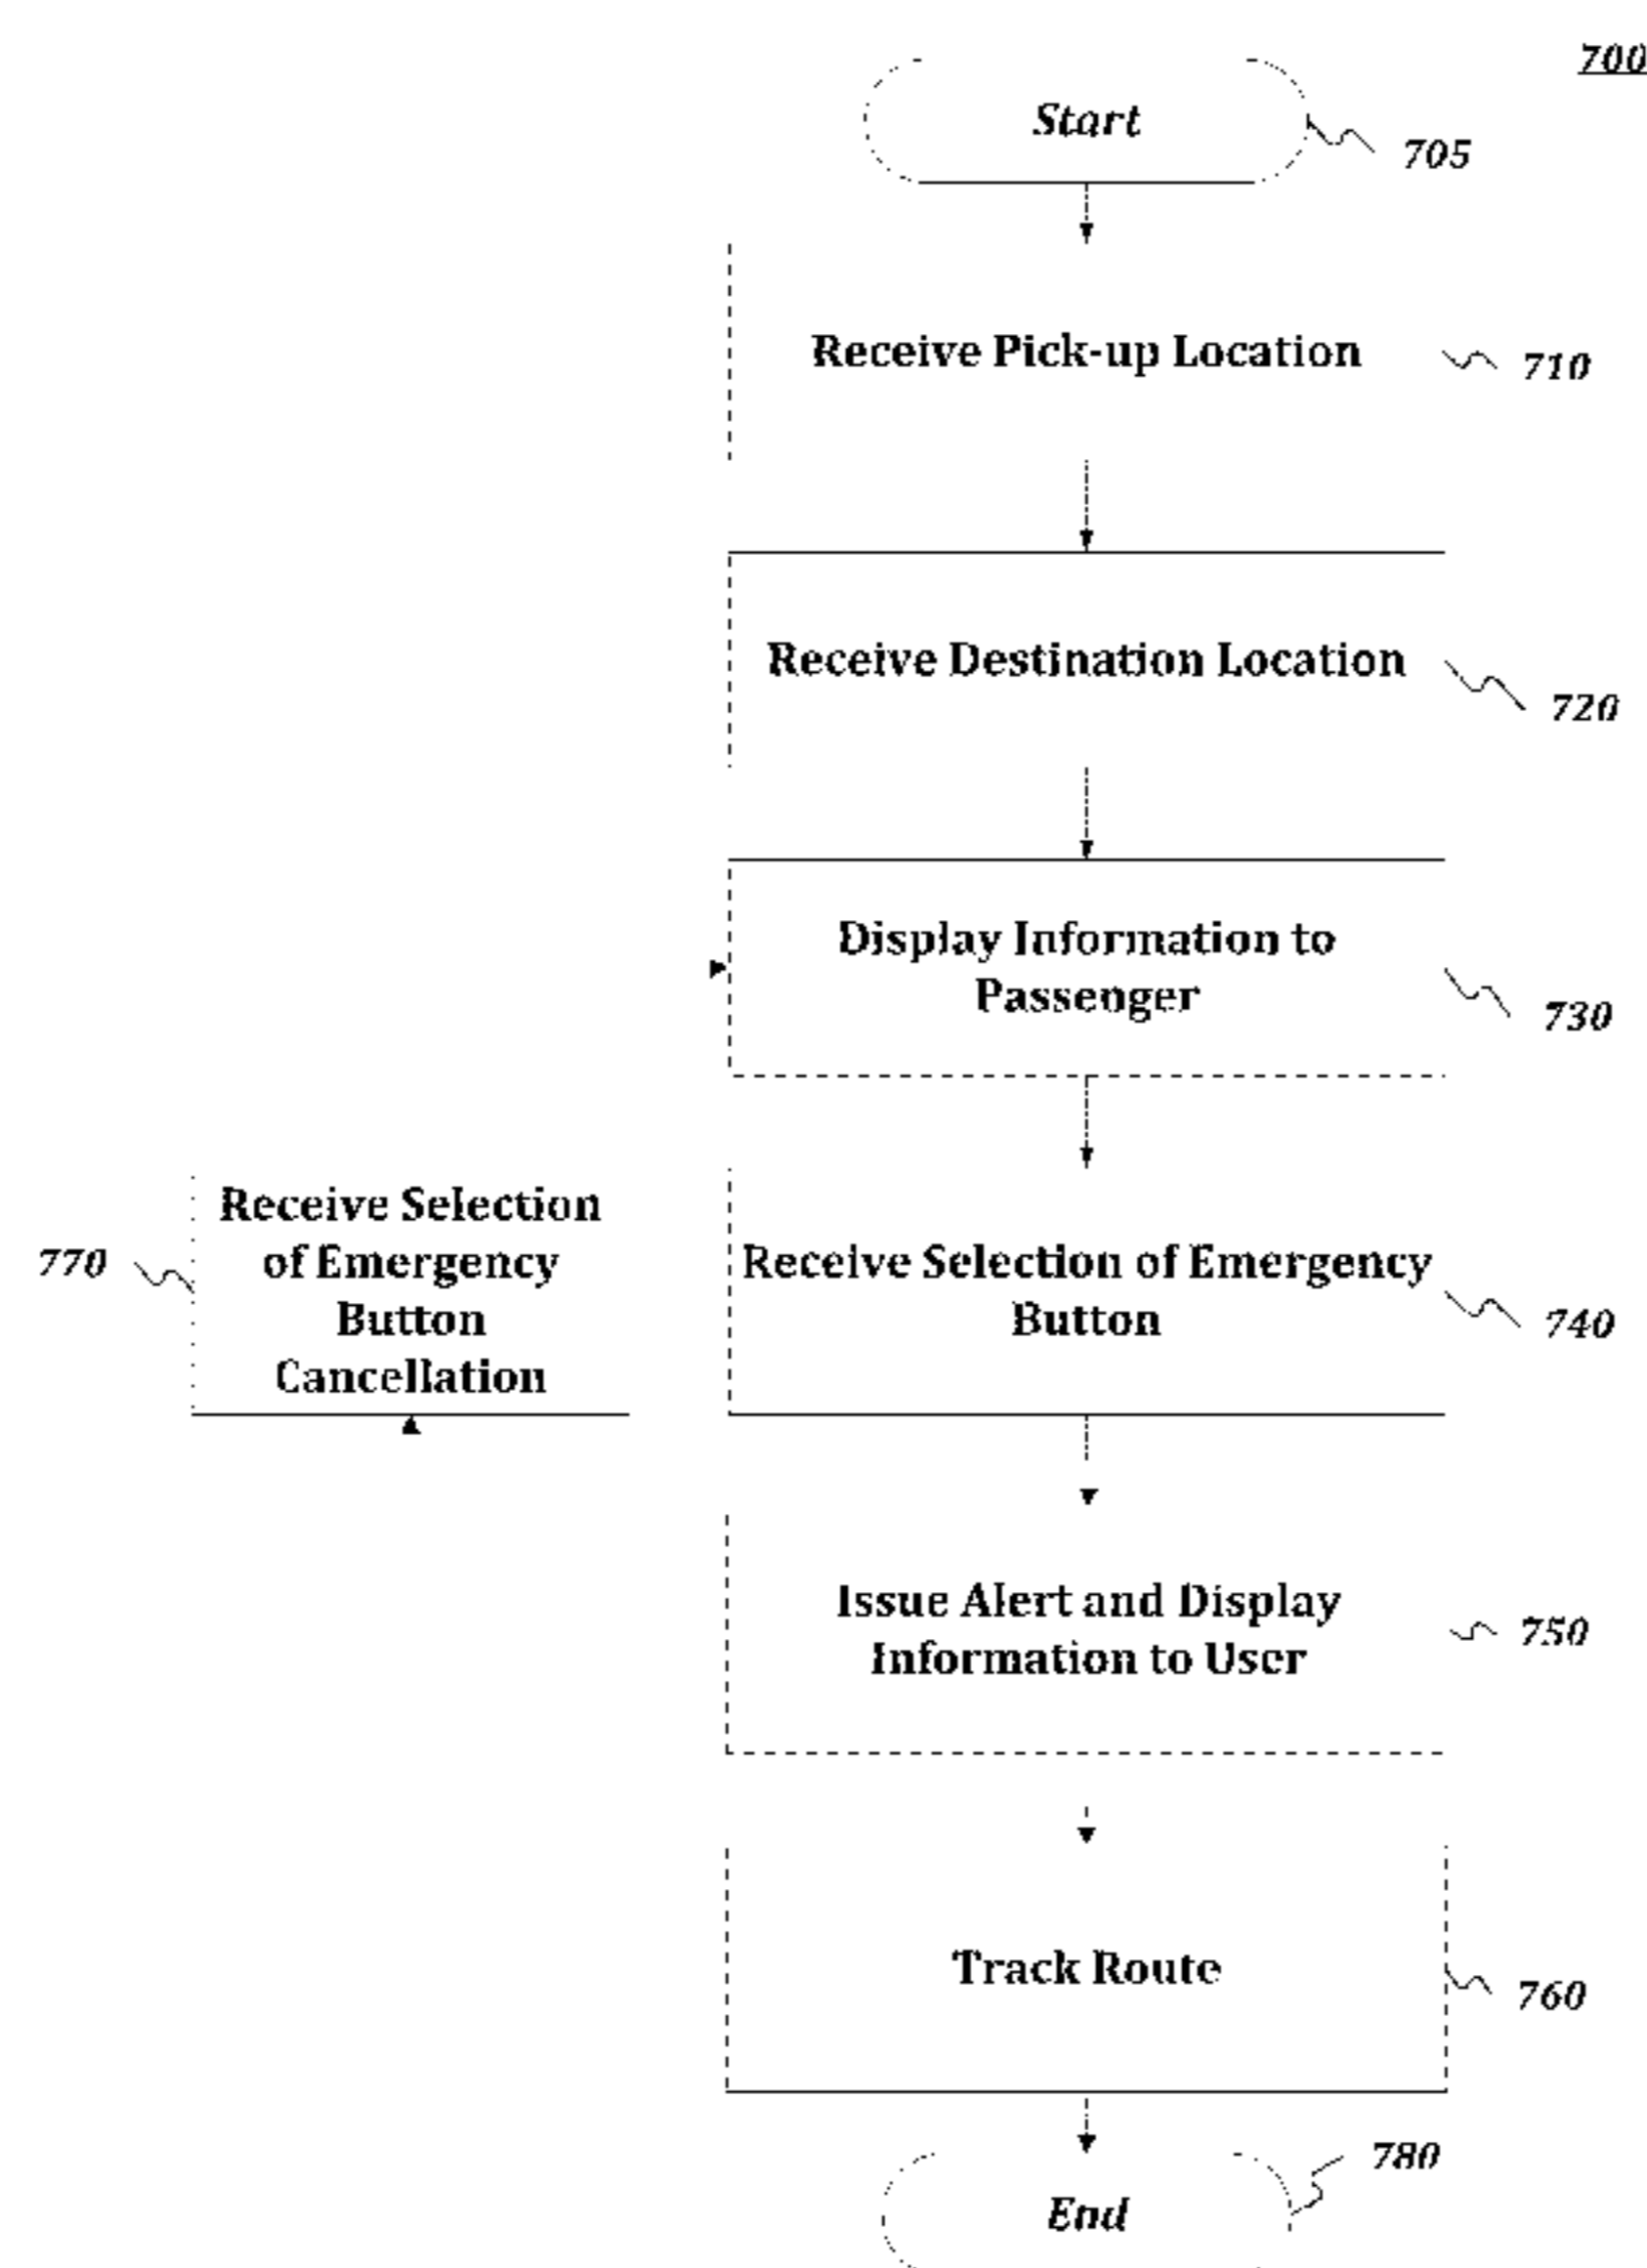 700
Start
705
Receive Pick-up Location
710
Receive Destination Location
720
Display Information to
Passenger
730
Receive Selection
of Emergency
Button
Cancellation
770
Receive Selection of Emergency
Button
740
Issue Alert and Display
Information to User
750
Track Route
760
780
End